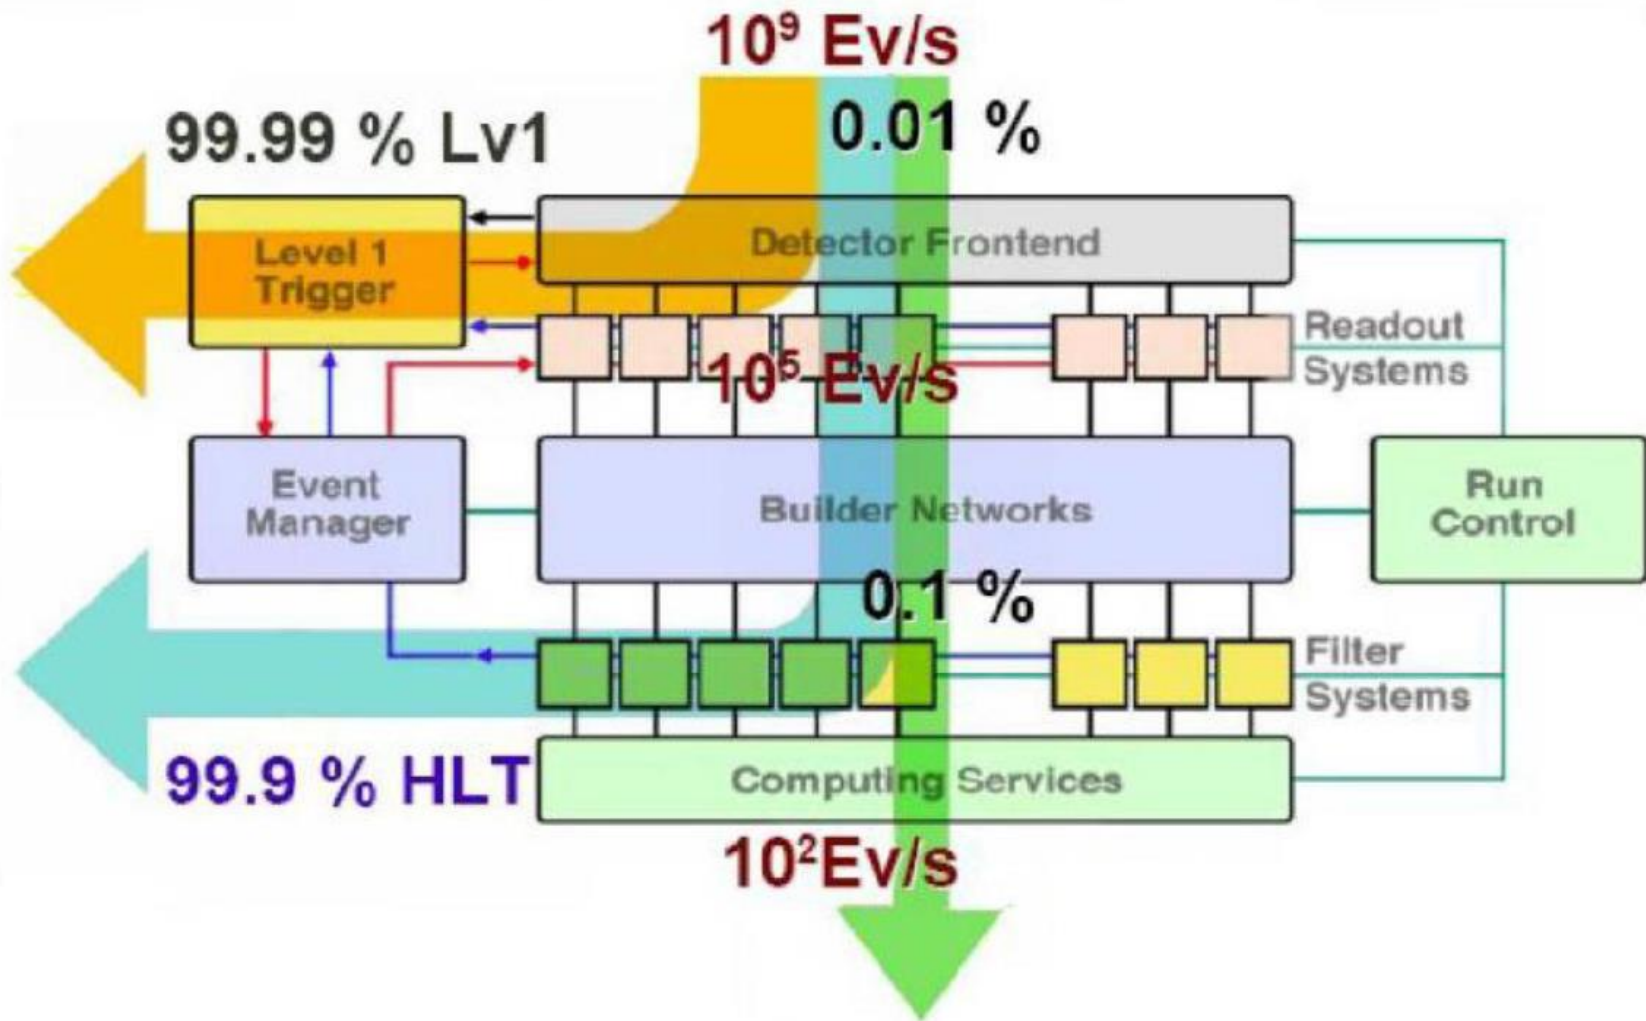 10⁹ Ev/s
99.99 % Lv1
0.01 %
Level 1
Trigger
Detector Frontend
Readout
Systems
10⁵ Ev/s
Event
Manager
Builder Networks
Run
Control
0.1 %
Filter
Systems
99.9 % HLT
Computing Services
10²Ev/s